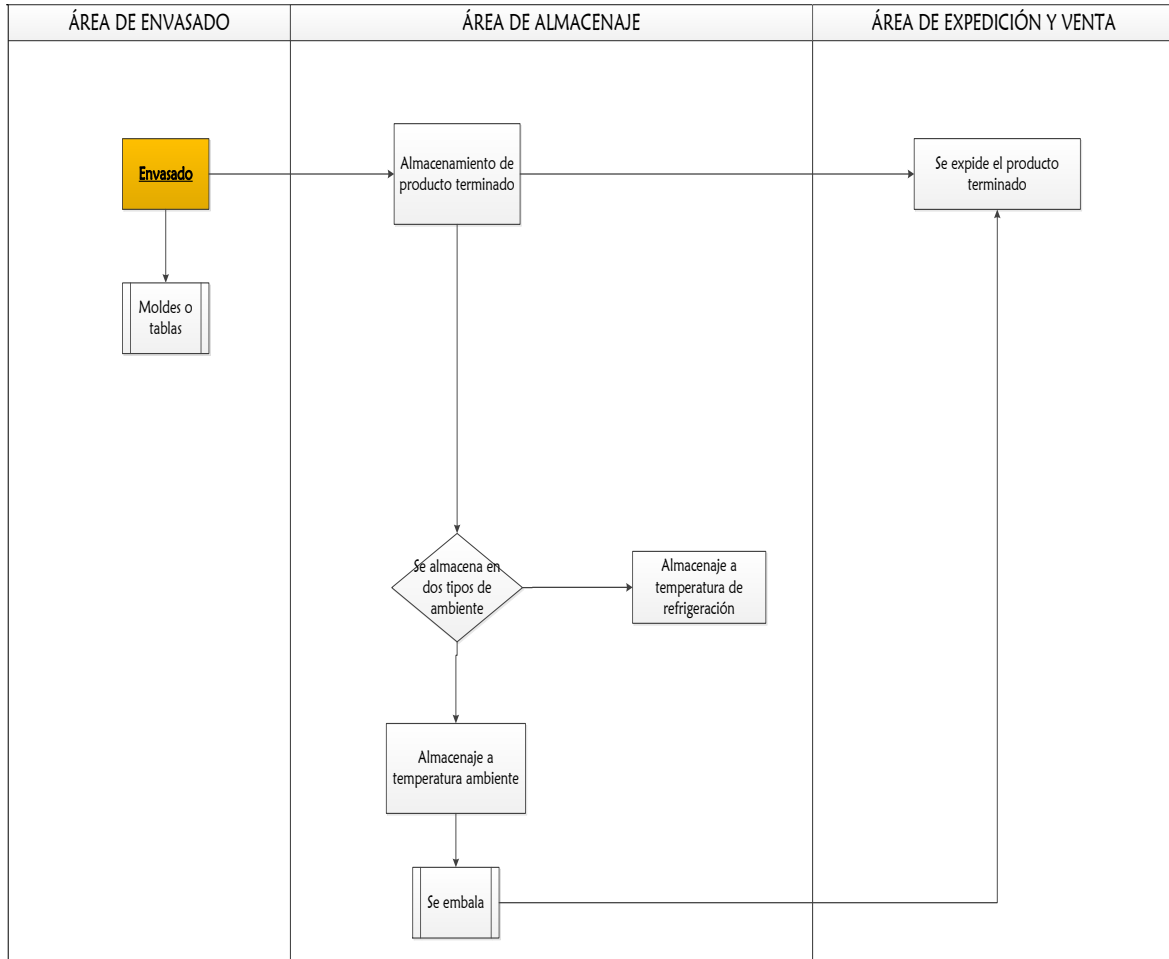 ÁREA DE ENVASADO
ÁREA DE ALMACENAJE
ÁREA DE EXPEDICIÓN Y VENTA
Envasado
Almacenamiento de
producto terminado
Se expide el producto
terminado
Moldes o
tablas
Se almacena en
dos tipos de
ambiente
Almacenaje a
temperatura de
refrigeración
Almacenaje a
temperatura ambiente
Se embala